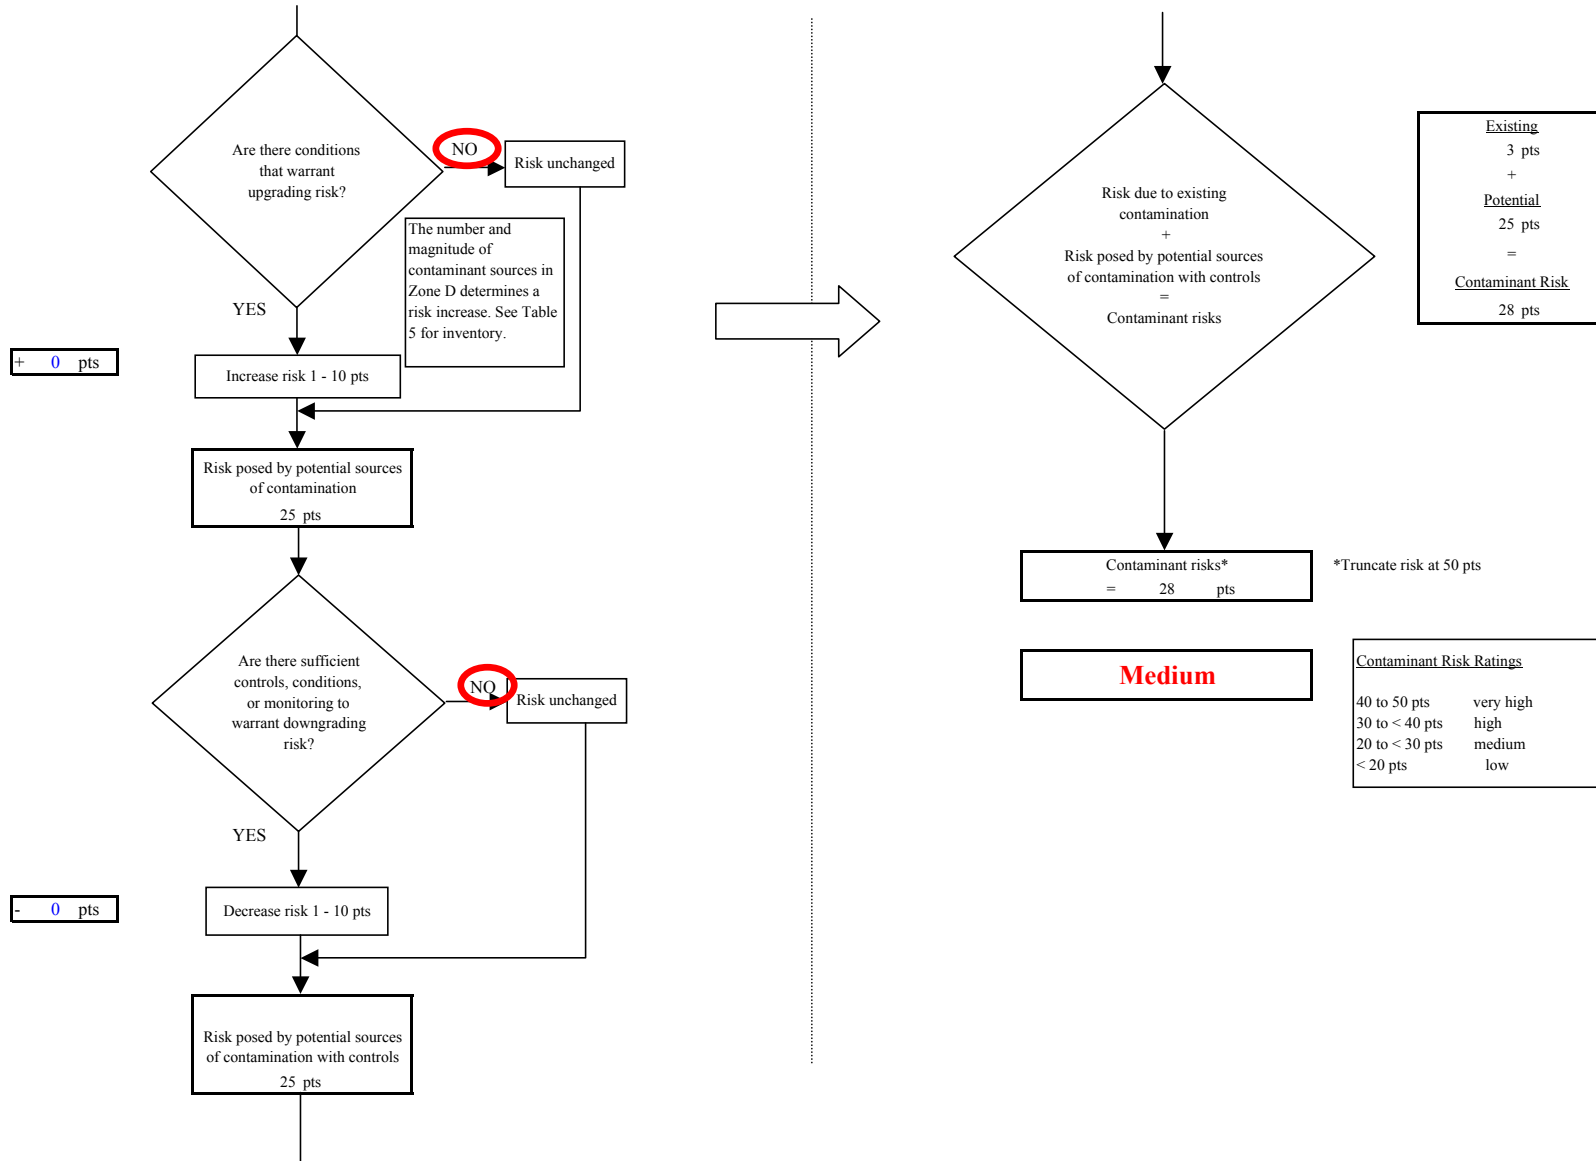 Are there conditions
that warrant
upgrading risk?
NO
Risk unchanged
The number and
magnitude of
contaminant sources in
Zone D determines a
risk increase. See Table
5 for inventory.
YES
+ 0 pts
Increase risk 1 - 10 pts
Risk posed by potential sources
of contamination
25 pts
Are there sufficient
controls, conditions,
or monitoring to
warrant downgrading
risk?
NO
Risk unchanged
YES
- 0 pts
Decrease risk 1 - 10 pts
Risk posed by potential sources
of contamination with controls
25 pts
Risk due to existing
contamination
+
Risk posed by potential sources
of contamination with controls
=
Contaminant risks
Existing
3 pts
+
Potential
25 pts
=
Contaminant Risk
28 pts
Contaminant risks*
= 28 pts
*Truncate risk at 50 pts
Medium
Contaminant Risk Ratings
40 to 50 pts very high
30 to < 40 pts high
20 to < 30 pts medium
< 20 pts low